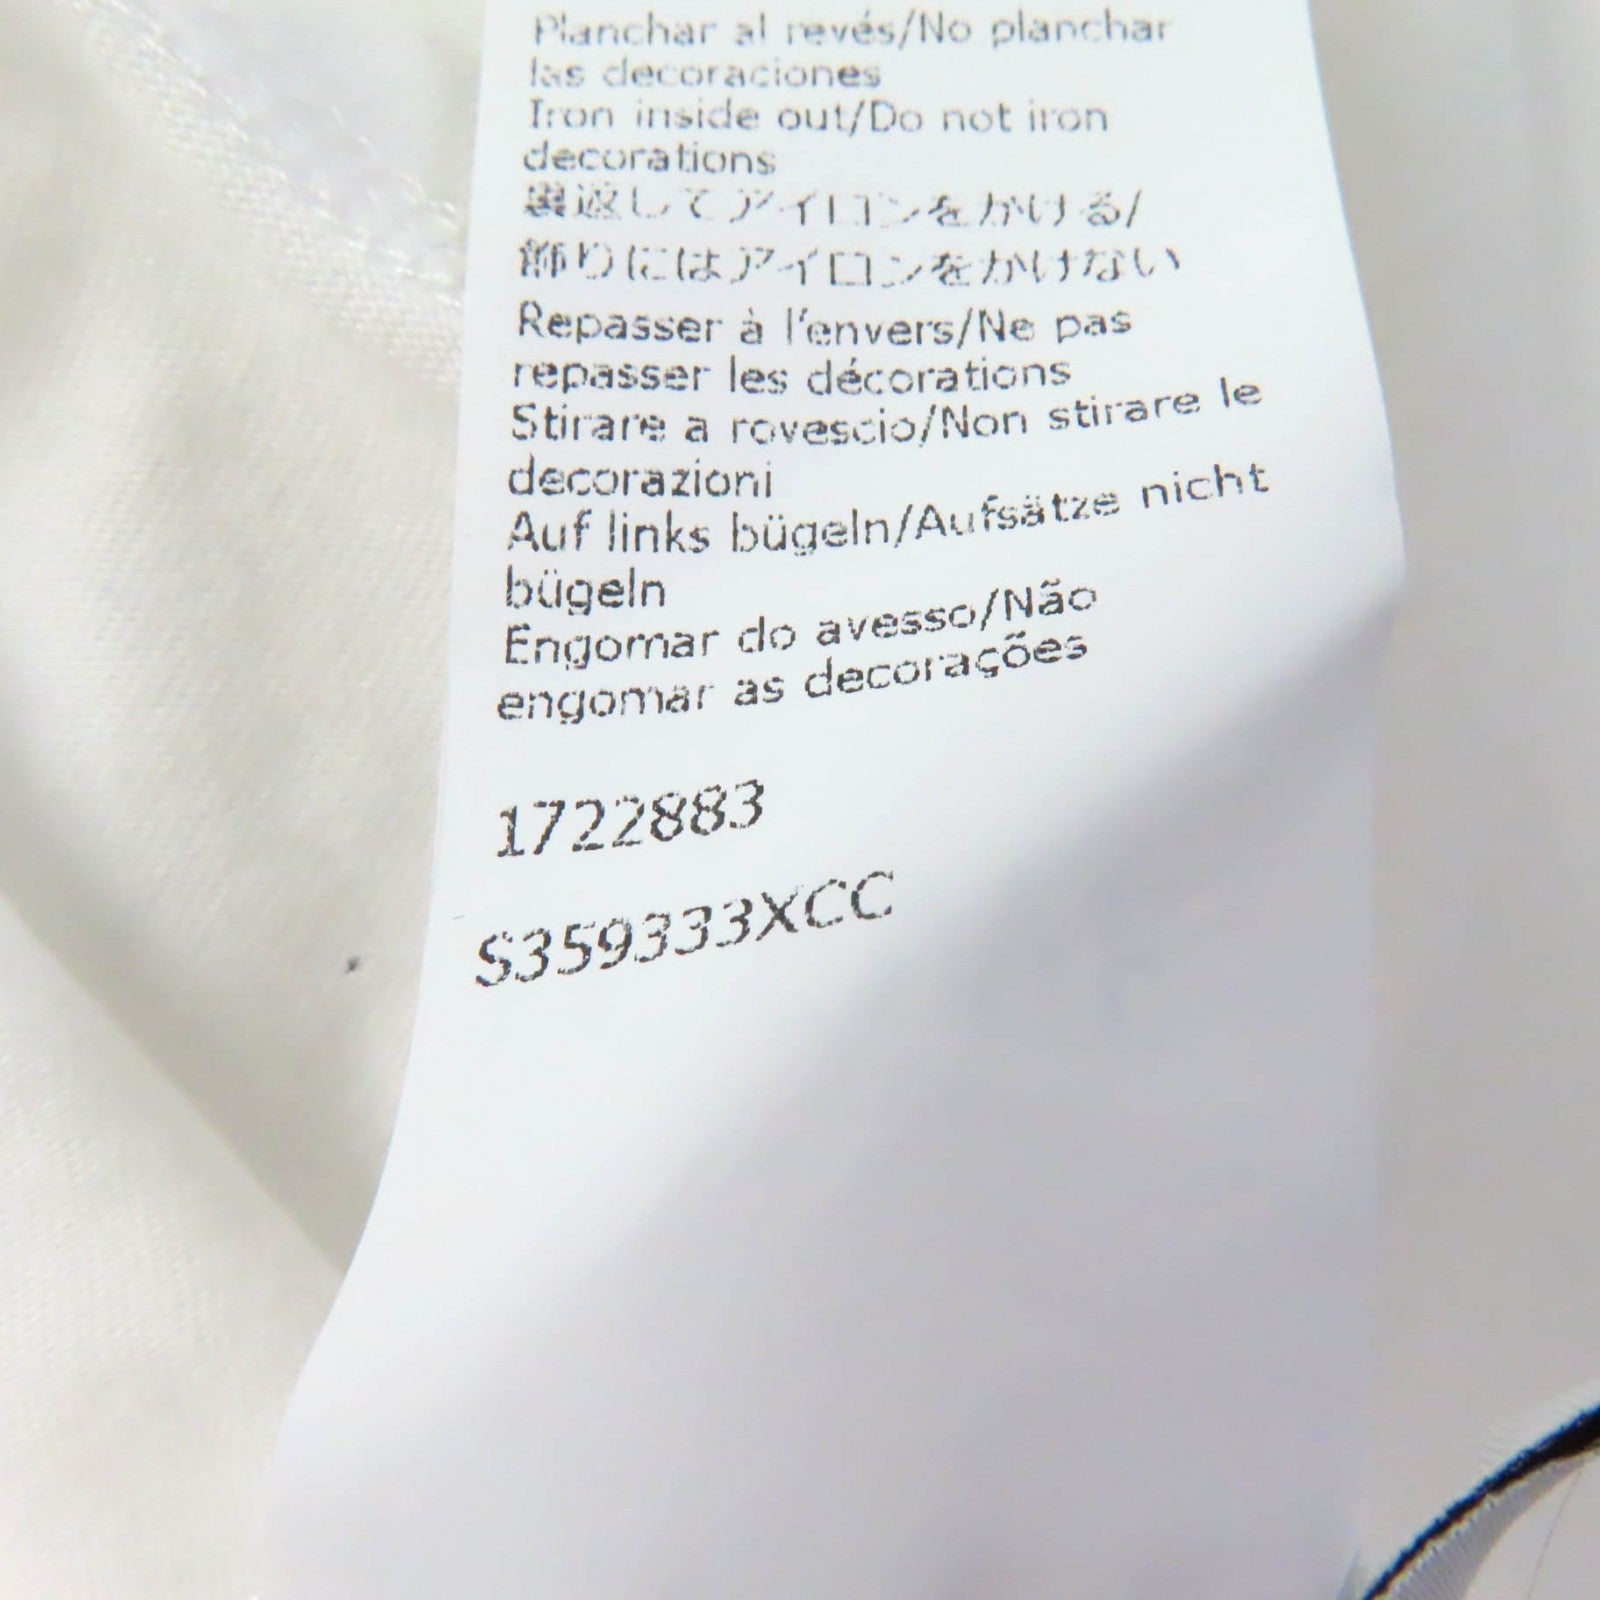 Planchar al revés/No planchar
las decoraciones
Iron inside out/Do not iron
decorations
裏返してアイロンをかける/
飾りにはアイロンをかけない
Repasser à l'envers/Ne pas
repasser les décorations
Stirare a rovescio/Non stirare le
decorazioni
Auf links bügeln/Aufsätze nicht
bügeln
Engomar do avesso/Não
engomar as decorações
1722883
S359333XCC